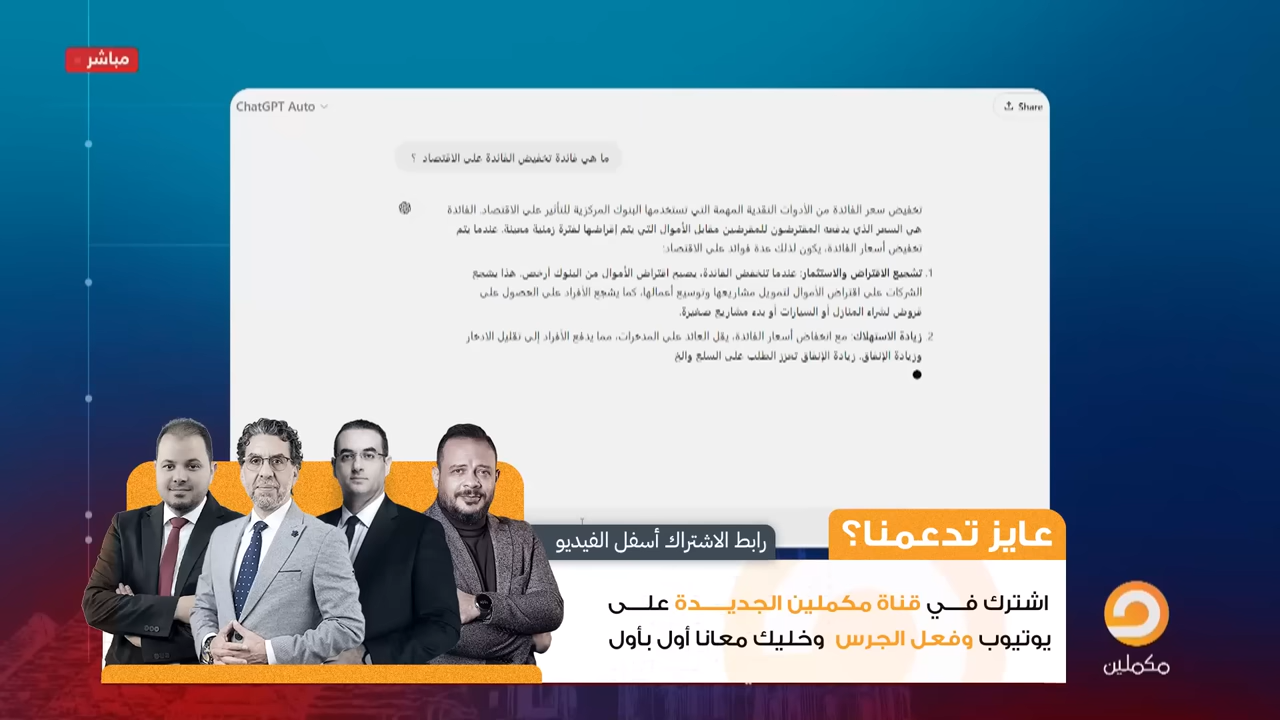 مباشر
ChatGPT Auto
Share
ما هي فائدة تخفيض الفائدة على الاقتصاد ؟
تخفيض سعر الفائدة من الأدوات النقدية المهمة التي تستخدمها البنوك المركزية للتأثير على الاقتصاد. الفائدة
هي السعر الذي يدفعه المقترضون للمقرضين مقابل الأموال التي يتم إقراضها لفترة زمنية معينة. عندما يتم
تخفيض أسعار الفائدة، يكون لذلك عدة فوائد على الاقتصاد:
1. تشجيع الاقتراض والاستثمار: عندما تنخفض الفائدة، يصبح اقتراض الأموال من البنوك أرخص. هذا يشجع
الشركات على اقتراض الأموال لتمويل مشاريعها وتوسيع أعمالها، كما يشجع الأفراد على الحصول على
قروض لشراء المنازل أو السيارات أو بدء مشاريع صغيرة.
2. زيادة الاستهلاك: مع انخفاض أسعار الفائدة، يقل العائد على المدخرات، مما يدفع الأفراد إلى تقليل الادخار
وزيادة الإنفاق. زيادة الإنفاق تعزز الطلب على السلع والخ
عايز تدعمنا؟
رابط الاشتراك أسفل الفيديو
اشترك في قناة مكملين الجديدة على
يوتيوب وفعل الجرس وخليك معانا أول بأول
مكملين